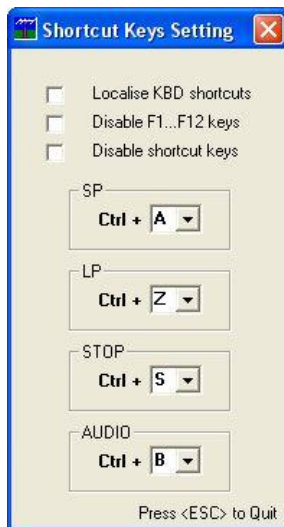 Shortcut Keys Setting
Localise KBD shortcuts
Disable F1...F12 keys
Disable shortcut keys
SP
Ctrl + A
LP
Ctrl + Z
STOP
Ctrl + S
AUDIO
Ctrl + B
Press <ESC> to Quit